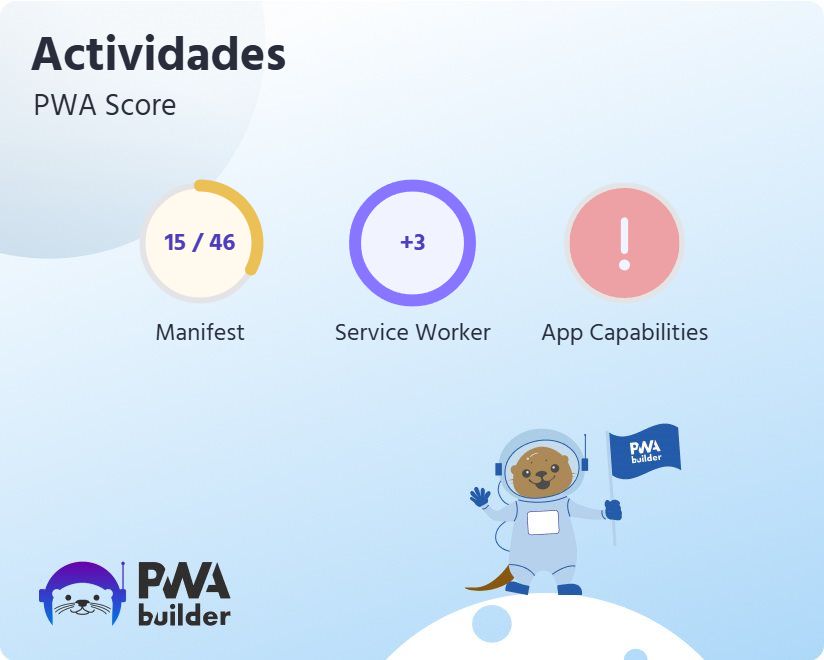 Actividades
PWA Score
15 / 46
+3
!
Manifest
Service Worker
App Capabilities
PWA
builder
PWA
builder